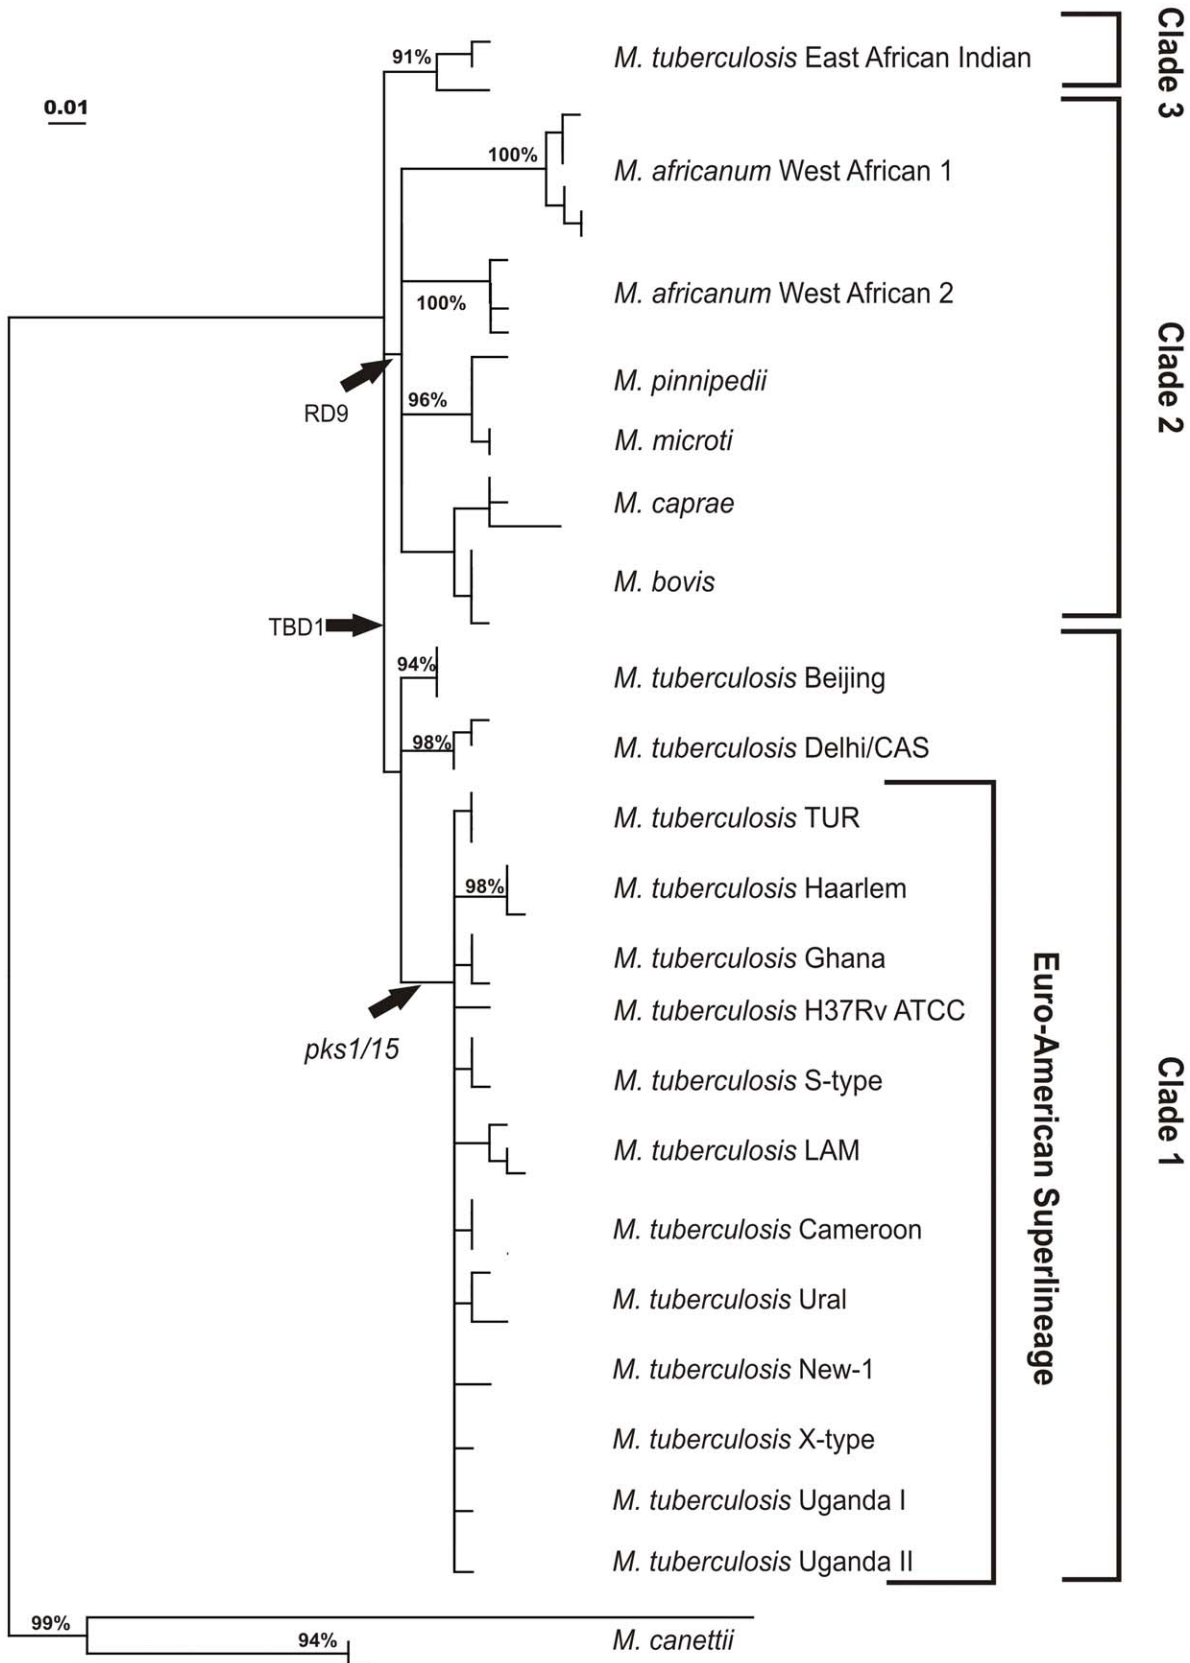 Clade 3
91%
M. tuberculosis East African Indian
0.01
100%
M. africanum West African 1
M. africanum West African 2
100%
Clade 2
M. pinnipedii
96%
RD9
M. microti
M. caprae
M. bovis
TBD1
94%
M. tuberculosis Beijing
98%
M. tuberculosis Delhi/CAS
M. tuberculosis TUR
98%
M. tuberculosis Haarlem
M. tuberculosis Ghana
M. tuberculosis H37Rv ATCC
pks1/15
M. tuberculosis S-type
Euro-American Superlineage
Clade 1
M. tuberculosis LAM
M. tuberculosis Cameroon
M. tuberculosis Ural
M. tuberculosis New-1
M. tuberculosis X-type
M. tuberculosis Uganda I
M. tuberculosis Uganda II
99%
94%
M. canettii